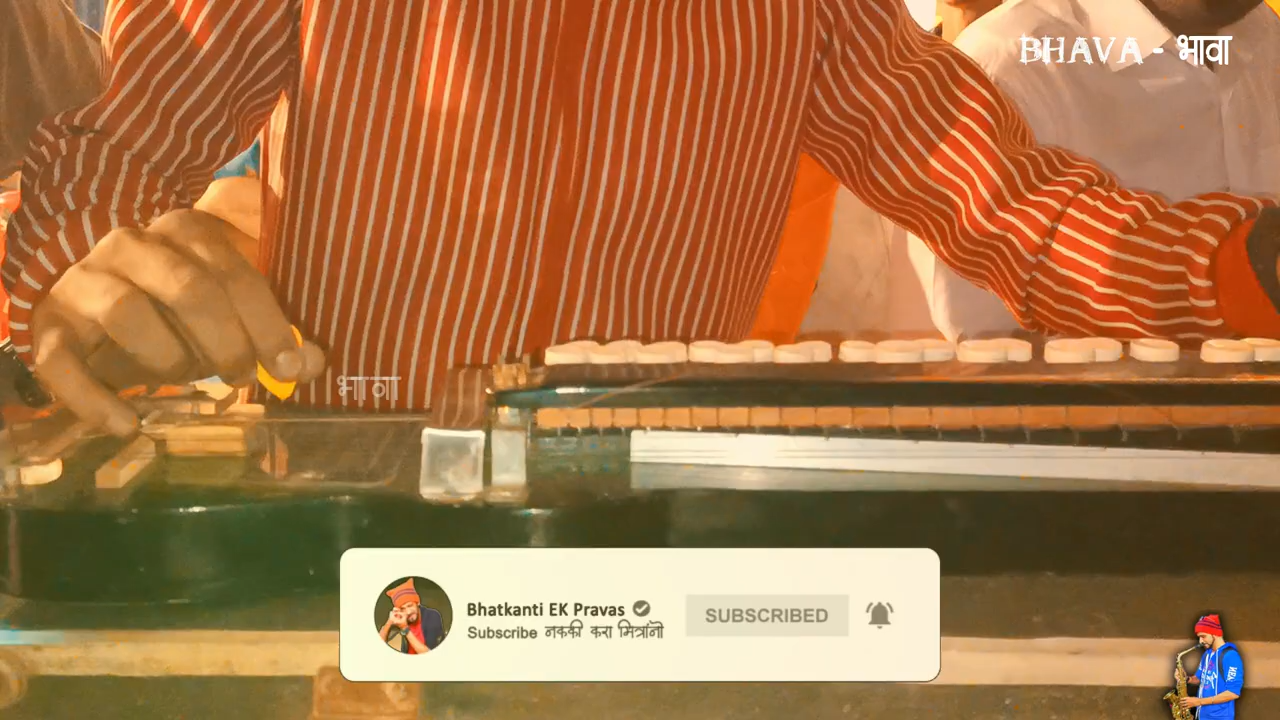 BHAVA - भावा
भावा
Bhatkanti EK Pravas
Subscribe नक्की करा मित्रांनो
SUBSCRIBED